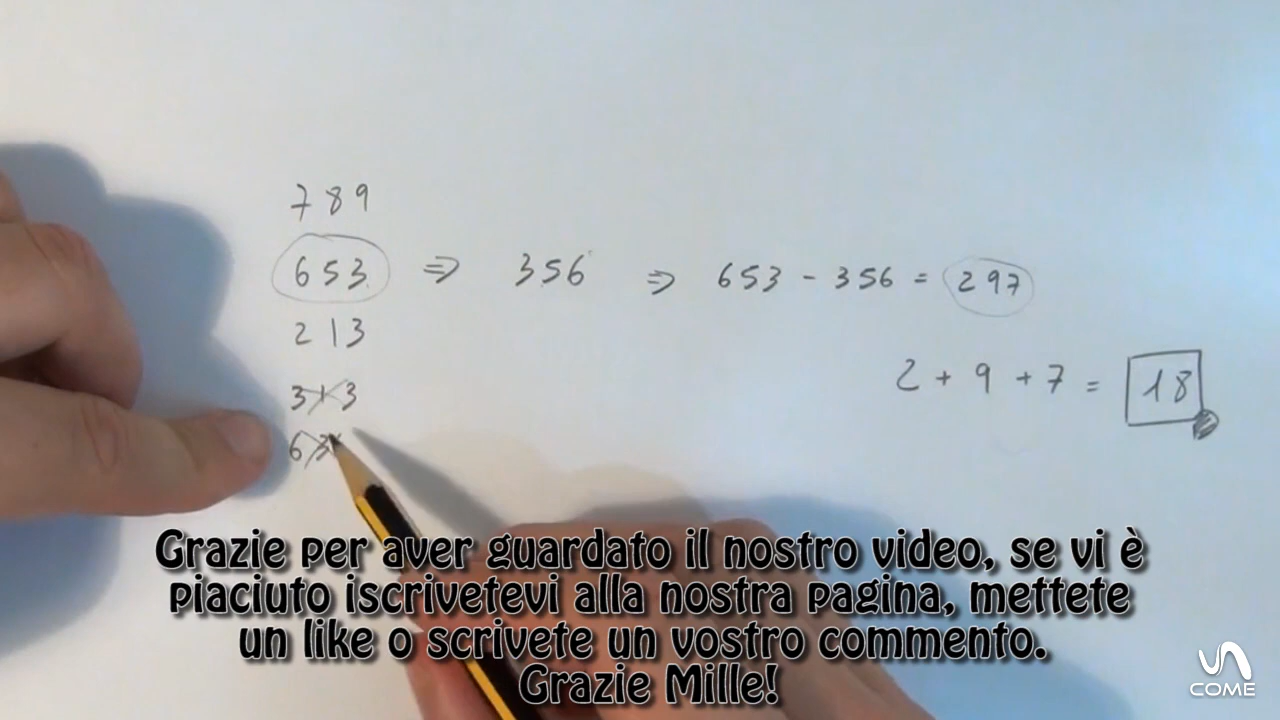 789
653 ⇒ 356 ⇒ 653 - 356 = 297
213
2 + 9 + 7 = 18
313
Grazie per aver guardato il nostro video, se vi è
piaciuto iscrivetevi alla nostra pagina, mettete
un like o scrivete un vostro commento.
Grazie Mille!
COME